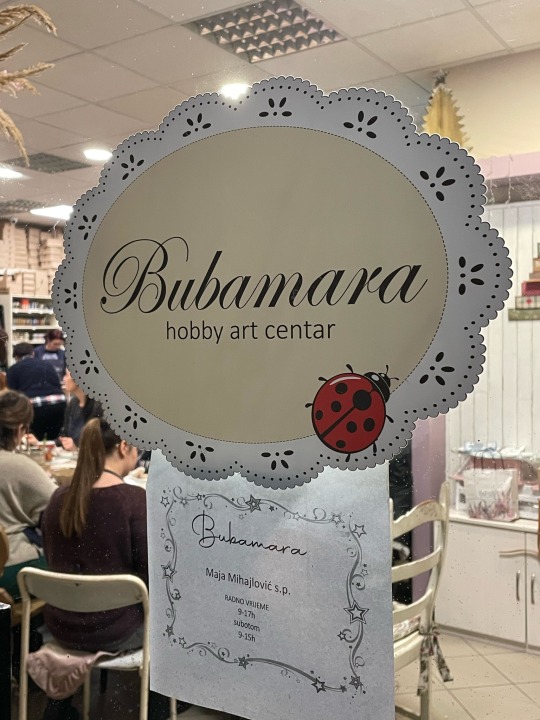 Bubamara
hobby art centar
Bubamara
Maja Mihajlović s.p.
RADNO VRIJEME
9-17h
subotom
9-15h